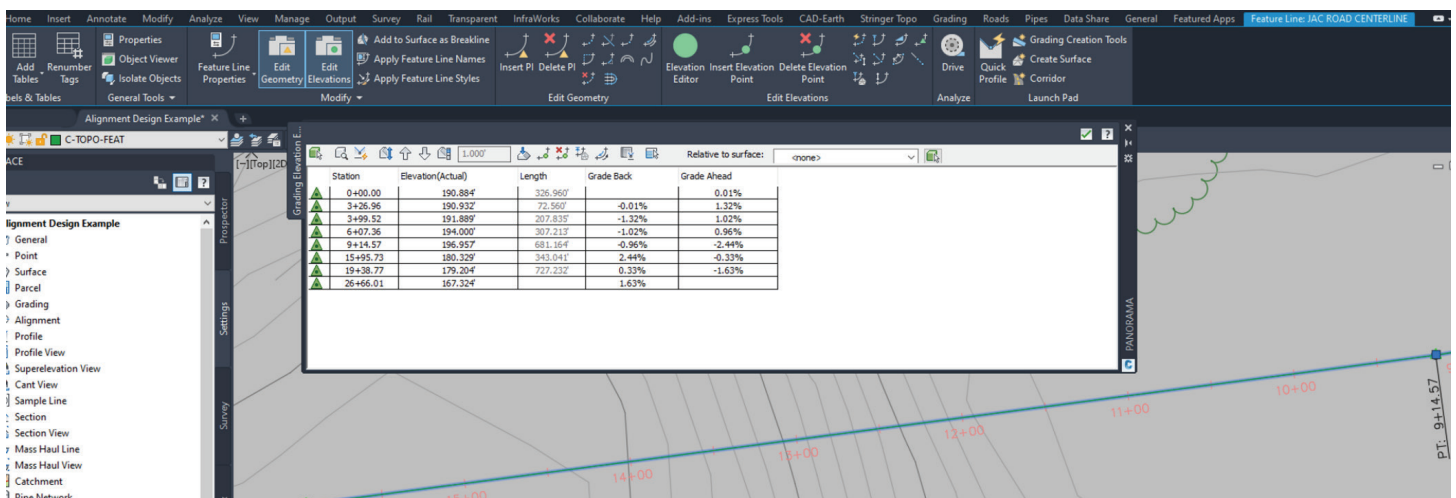 Home Insert Annotate Modify Analyze View Manage Output Survey Rail Transparent InfraWorks Collaborate Help Add-ins Express Tools CAD-Earth Stringer Topo Grading Roads Pipes Data Share General Featured Apps Feature Line: JAC ROAD CENTERLINE
Add Tables
Renumber Tags
Properties
Object Viewer
Isolate Objects
Feature Line Properties
Edit Geometry
Edit Elevations
Add to Surface as Breakline
Apply Feature Line Names
Apply Feature Line Styles
Insert PI Delete PI
Elevation Editor
Insert Elevation Point
Delete Elevation Point
Drive
Quick Profile
Grading Creation Tools
Create Surface
Corridor
bels & Tables General Tools Modify Edit Geometry Edit Elevations Analyze Launch Pad
Alignment Design Example* × +
C-TOPO-FEAT
[−][Top][2D
ACE
Grading Elevation E...
1.000'
Relative to surface: <none>
Station Elevation(Actual) Length Grade Back Grade Ahead
0+00.00 190.884' 326.960' 0.01%
3+26.96 190.932' 72.560' -0.01% 1.32%
3+99.52 191.889' 207.835' -1.32% 1.02%
6+07.36 194.000' 307.213' -1.02% 0.96%
9+14.57 196.957' 681.164' -0.96% -2.44%
15+95.73 180.329' 343.041' 2.44% -0.33%
19+38.77 179.204' 727.232' 0.33% -1.63%
26+66.01 167.324' 1.63%
PANORAMA
lignment Design Example
General
Point
Surface
Parcel
Grading
Alignment
Profile
Profile View
Superelevation View
Cant View
Sample Line
Section
Section View
Mass Haul Line
Mass Haul View
Catchment
Pipe Network
Prospector
Settings
Survey
10+00
11+00
12+00
13+00
14+00
15+00
PT: 9+14.57